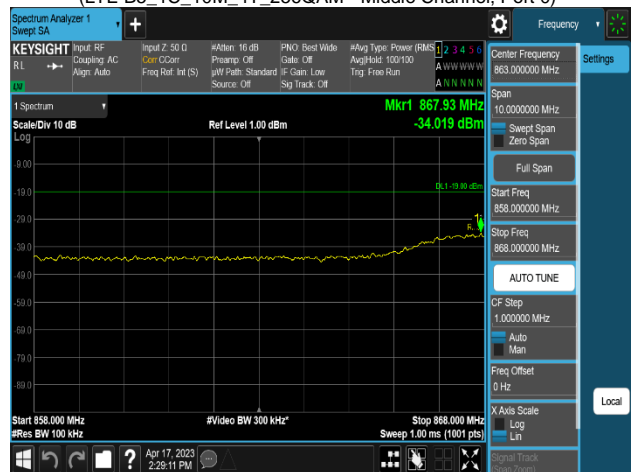 (LTE B5_1C_10M_1T_256QAM - Middle Channel, Port 0)
Spectrum Analyzer 1
Swept SA
Frequency
KEYSIGHT
RL
Input: RF
Coupling: AC
Align: Auto
Input Z: 50 Ω
Corr CCorr
Freq Ref: Int (S)
#Atten: 16 dB
Preamp: Off
µW Path: Standard
Source: Off
PNO: Best Wide
Gate: Off
IF Gain: Low
Sig Track: Off
#Avg Type: Power (RMS
Avg|Hold: 100/100
Trig: Free Run
1 2 3 4 5 6
A W W W W W
A N N N N N
LW
1 Spectrum
Scale/Div 10 dB
Log
Ref Level 1.00 dBm
Mkr1 867.93 MHz
-34.019 dBm
-9.00
-19.0
-29.0
-39.0
-49.0
-59.0
-69.0
-79.0
-89.0
DL1 -19.00 dBm
1
R...
Start 858.000 MHz
#Res BW 100 kHz
#Video BW 300 kHz*
Stop 868.000 MHz
Sweep 1.00 ms (1001 pts)
Center Frequency
863.000000 MHz
Settings
Span
10.0000000 MHz
Swept Span
Zero Span
Full Span
Start Freq
858.000000 MHz
Stop Freq
868.000000 MHz
AUTO TUNE
CF Step
1.000000 MHz
Auto
Man
Freq Offset
0 Hz
Local
X Axis Scale
Log
Lin
Signal Track
(Span Zoom)
?
Apr 17, 2023
2:29:11 PM